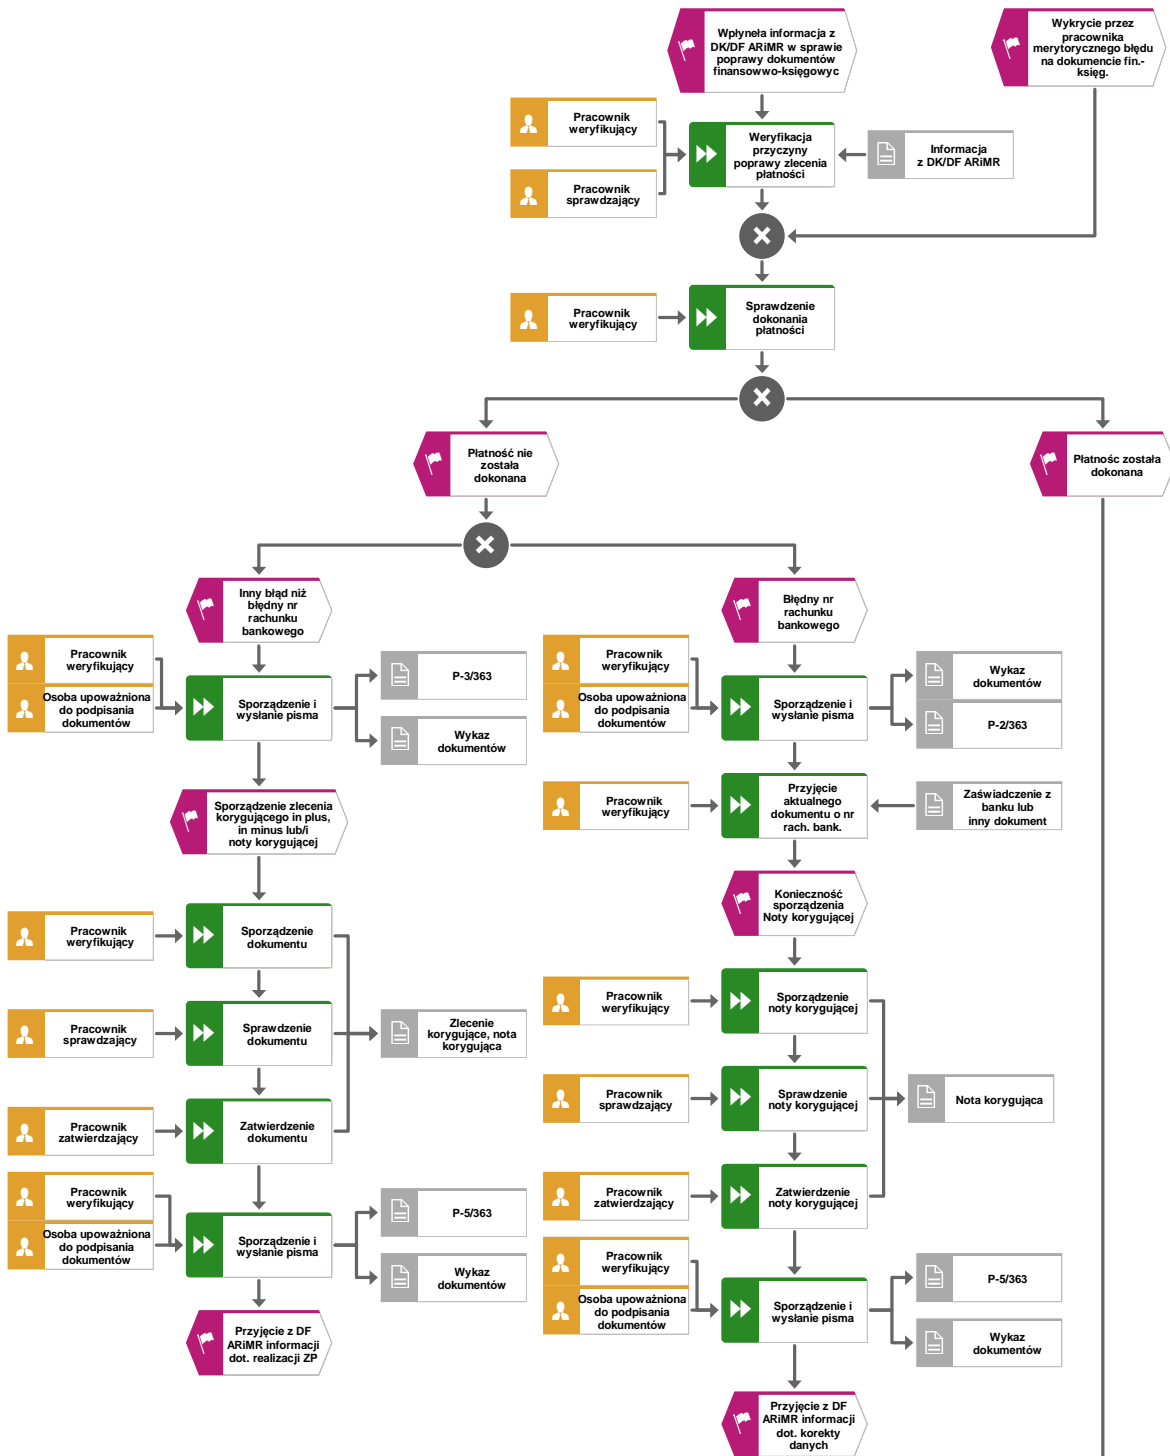 Wpłyneła informacja z
DK/DF ARiMR w sprawie
poprawy dokumentów
finansowwo-księgowyc
Wykrycie przez
pracownika
merytorycznego błędu
na dokumencie fin.-
księg.
Pracownik
weryfikujący
Weryfikacja
przyczyny
poprawy zlecenia
płatności
Informacja
z DK/DF ARiMR
Pracownik
sprawdzający
Pracownik
weryfikujący
Sprawdzenie
dokonania
płatności
Płatność nie
została
dokonana
Płatnośc została
dokonana
Inny błąd niż
błędny nr
rachunku
bankowego
Błędny nr
rachunku
bankowego
Pracownik
weryfikujący
Osoba upoważniona
do podpisania
dokumentów
Sporządzenie i
wysłanie pisma
P-3/363
Wykaz
dokumentów
Pracownik
weryfikujący
Osoba upoważniona
do podpisania
dokumentów
Sporządzenie i
wysłanie pisma
Wykaz
dokumentów
P-2/363
Sporządzenie zlecenia
korygującego in plus,
in minus lub/i
noty korygującej
Pracownik
weryfikujący
Przyjęcie
aktualnego
dokumentu o nr
rach. bank.
Zaświadczenie z
banku lub
inny dokument
Konieczność
sporządzenia
Noty korygującej
Pracownik
weryfikujący
Sporządzenie
dokumentu
Pracownik
sprawdzający
Sprawdzenie
dokumentu
Zlecenie
korygujące, nota
korygująca
Pracownik
zatwierdzający
Zatwierdzenie
dokumentu
Pracownik
weryfikujący
Sporządzenie
noty korygującej
Pracownik
sprawdzający
Sprawdzenie
noty korygującej
Nota korygująca
Pracownik
zatwierdzający
Zatwierdzenie
noty korygującej
Pracownik
weryfikujący
Osoba upoważniona
do podpisania
dokumentów
Sporządzenie i
wysłanie pisma
P-5/363
Wykaz
dokumentów
Pracownik
weryfikujący
Osoba upoważniona
do podpisania
dokumentów
Sporządzenie i
wysłanie pisma
P-5/363
Wykaz
dokumentów
Przyjęcie z DF
ARiMR informacji
dot. realizacji ZP
Przyjęcie z DF
ARiMR informacji
dot. korekty
danych